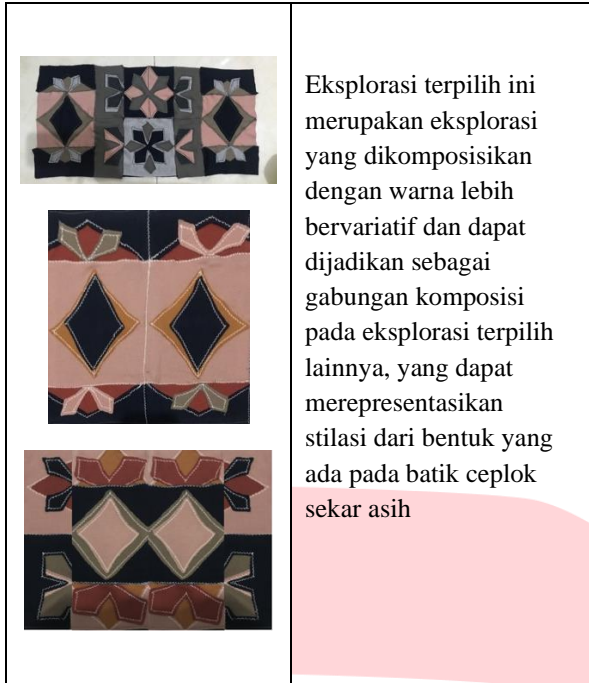 Eksplorasi terpilih ini
merupakan eksplorasi
yang dikomposisikan
dengan warna lebih
bervariatif dan dapat
dijadikan sebagai
gabungan komposisi
pada eksplorasi terpilih
lainnya, yang dapat
merepresentasikan
stilasi dari bentuk yang
ada pada batik ceplok
sekar asih